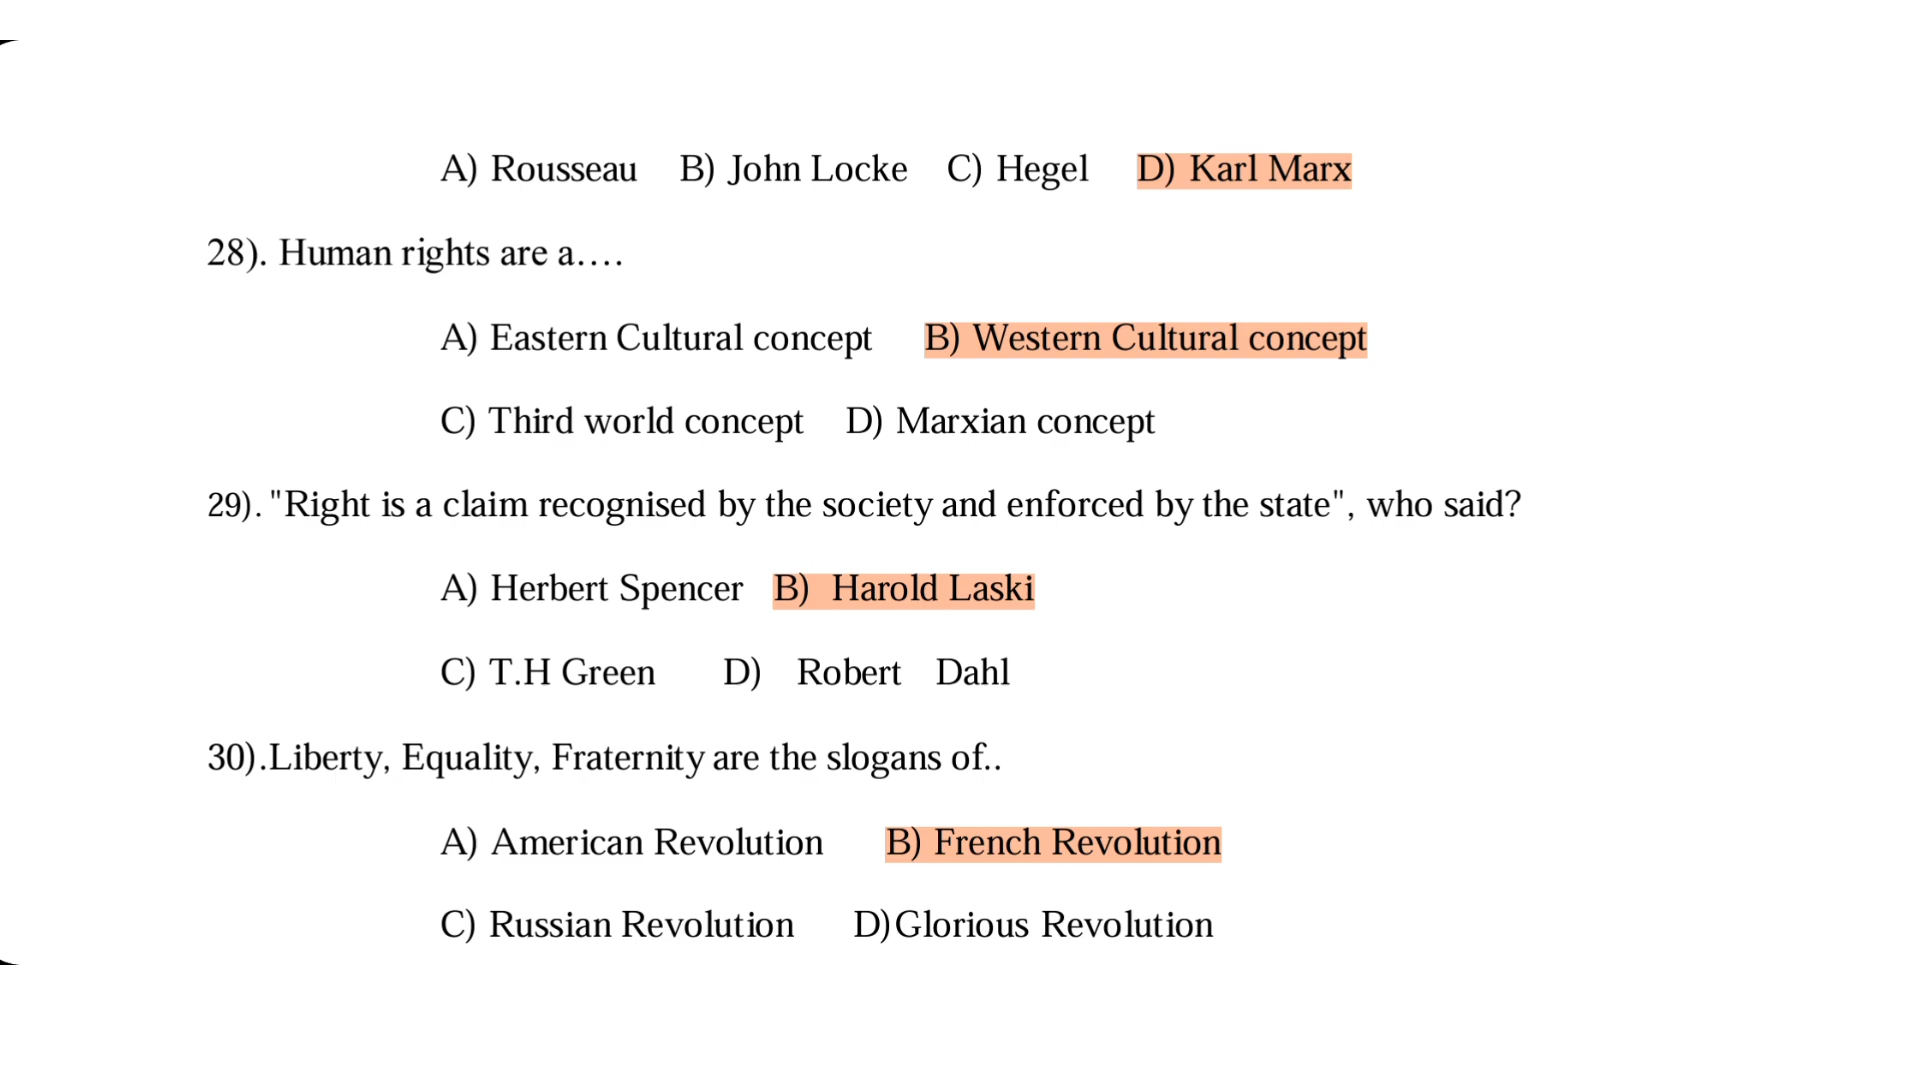 A) Rousseau B) John Locke C) Hegel D) Karl Marx
28). Human rights are a....
A) Eastern Cultural concept B) Western Cultural concept
C) Third world concept D) Marxian concept
29). "Right is a claim recognised by the society and enforced by the state", who said?
A) Herbert Spencer B) Harold Laski
C) T.H Green D) Robert Dahl
30).Liberty, Equality, Fraternity are the slogans of..
A) American Revolution B) French Revolution
C) Russian Revolution D)Glorious Revolution